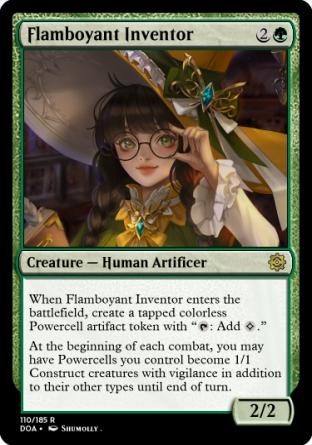 Flamboyant Inventor 2
Creature — Human Artificer
When Flamboyant Inventor enters the
battlefield, create a tapped colorless
Powercell artifact token with “: Add .”
At the beginning of each combat, you may
have Powercells you control become 1/1
Construct creatures with vigilance in addition
to their other types until end of turn.
2/2
110/185 R
DOA • SHUMOLLY .